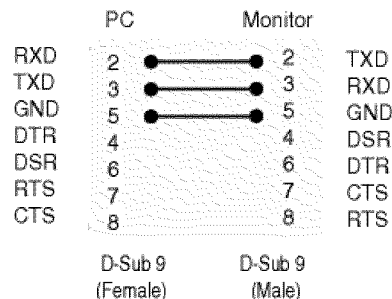 PC Monitor
RXD 2 2 TXD
TXD 3 3 RXD
GND 5 5 GND
DTR 4 4 DSR
DSR 6 6 DTR
RTS 7 7 CTS
CTS 8 8 RTS
D-Sub 9 D-Sub 9
(Female) (Male)